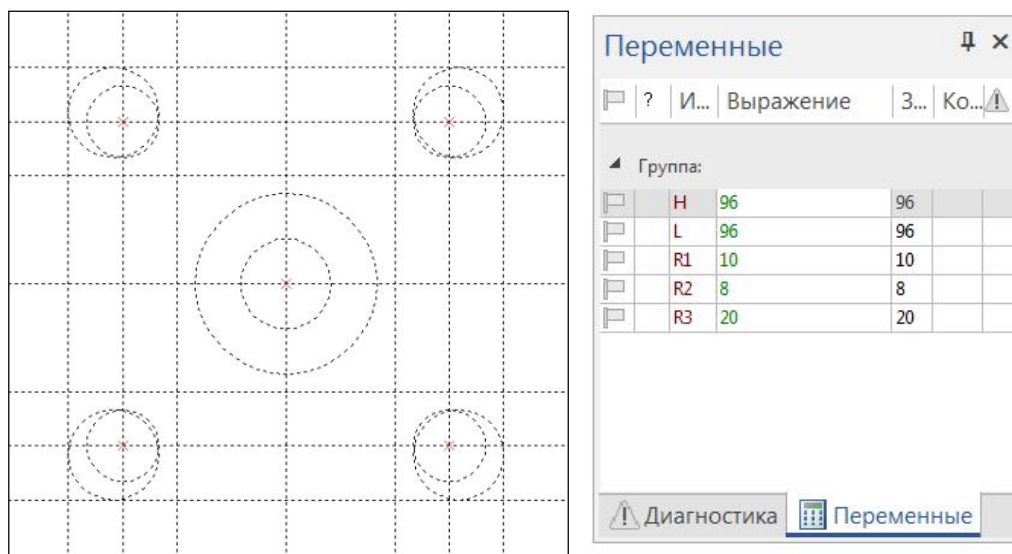 Переменные
? И... Выражение З... Ко...
Группа:
H 96 96
L 96 96
R1 10 10
R2 8 8
R3 20 20
Диагностика Переменные